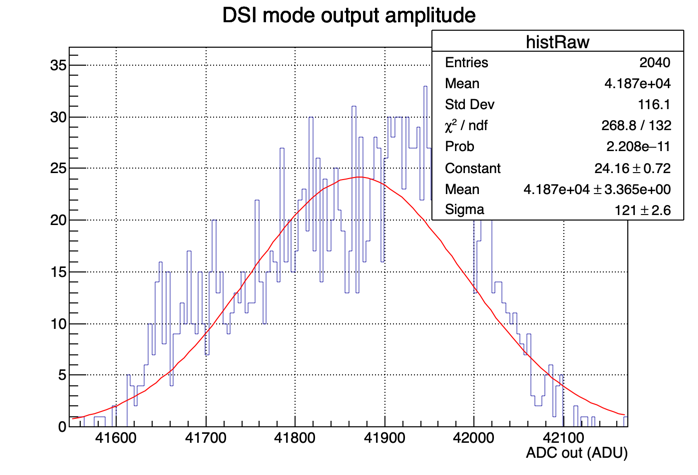 DSI mode output amplitude
histRaw
Entries 2040
Mean 4.187e+04
Std Dev 116.1
χ² / ndf 268.8 / 132
Prob 2.208e−11
Constant 24.16 ± 0.72
Mean 4.187e+04 ± 3.365e+00
Sigma 121 ± 2.6
35
30
25
20
15
10
5
0
41600 41700 41800 41900 42000 42100
ADC out (ADU)